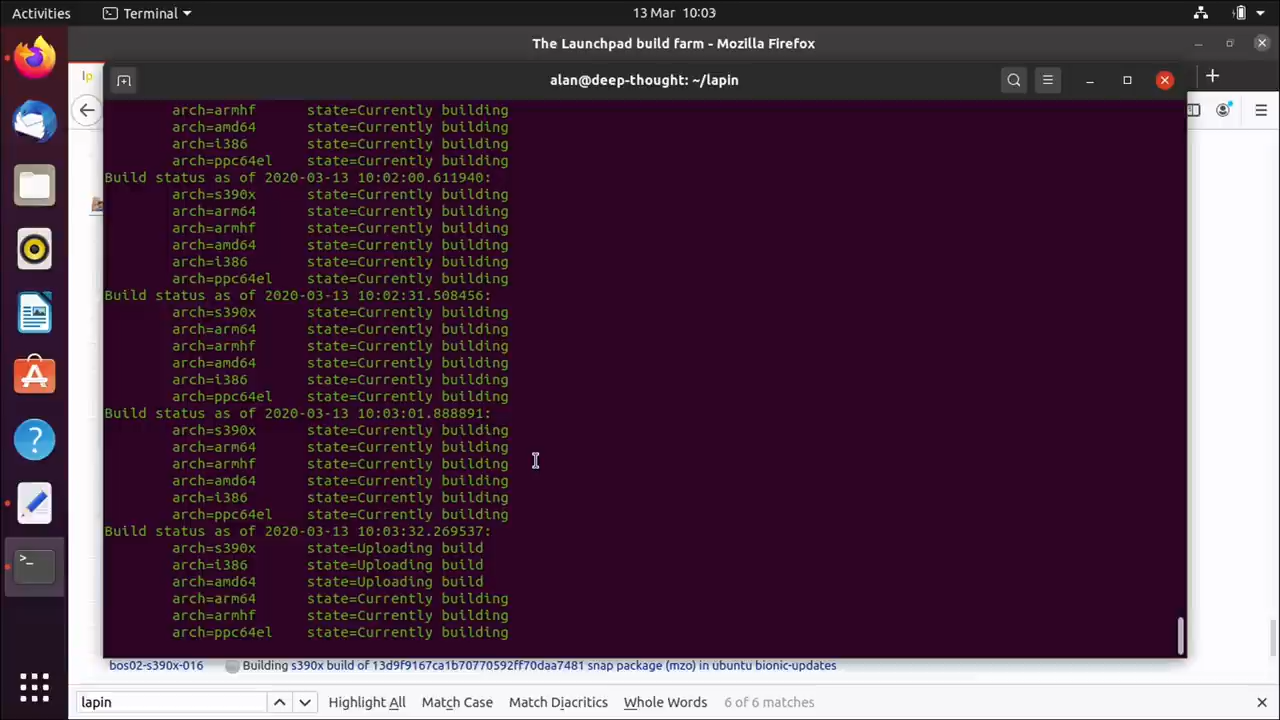 Activities
Terminal
13 Mar 10:03
The Launchpad build farm - Mozilla Firefox
lp
alan@deep-thought: ~/lapin
arch=armhf state=Currently building
arch=amd64 state=Currently building
arch=i386 state=Currently building
arch=ppc64el state=Currently building
Build status as of 2020-03-13 10:02:00.611940:
arch=s390x state=Currently building
arch=arm64 state=Currently building
arch=armhf state=Currently building
arch=amd64 state=Currently building
arch=i386 state=Currently building
arch=ppc64el state=Currently building
Build status as of 2020-03-13 10:02:31.508456:
arch=s390x state=Currently building
arch=arm64 state=Currently building
arch=armhf state=Currently building
arch=amd64 state=Currently building
arch=i386 state=Currently building
arch=ppc64el state=Currently building
Build status as of 2020-03-13 10:03:01.888891:
arch=s390x state=Currently building
arch=arm64 state=Currently building
arch=armhf state=Currently building
arch=amd64 state=Currently building
arch=i386 state=Currently building
arch=ppc64el state=Currently building
Build status as of 2020-03-13 10:03:32.269537:
arch=s390x state=Uploading build
arch=i386 state=Uploading build
arch=amd64 state=Uploading build
arch=arm64 state=Currently building
arch=armhf state=Currently building
arch=ppc64el state=Currently building
bos02-s390x-016 Building s390x build of 13d9f9167ca1b70770592ff70daa7481 snap package (mzo) in ubuntu bionic-updates
lapin Highlight All Match Case Match Diacritics Whole Words 6 of 6 matches